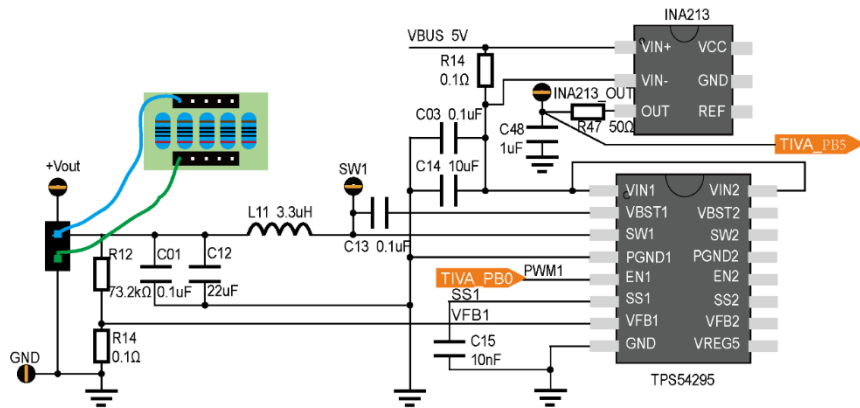 INA213
VBUS 5V
VIN+ VCC
R14
0.1Ω
VIN- GND
INA213_OUT
OUT REF
C03 0.1uF
R47 50Ω
C48
1uF
TIVA_PB5
C14 10uF
SW1
+Vout
VIN1 VIN2
VBST1 VBST2
L11 3.3uH
SW1 SW2
C13 0.1uF
PGND1 PGND2
R12
73.2kΩ
C01
0.1uF
C12
22uF
TIVA_PB0
PWM1
EN1 EN2
SS1
SS1 SS2
VFB1
VFB1 VFB2
R14
0.1Ω
C15
10nF
GND VREG5
GND
TPS54295